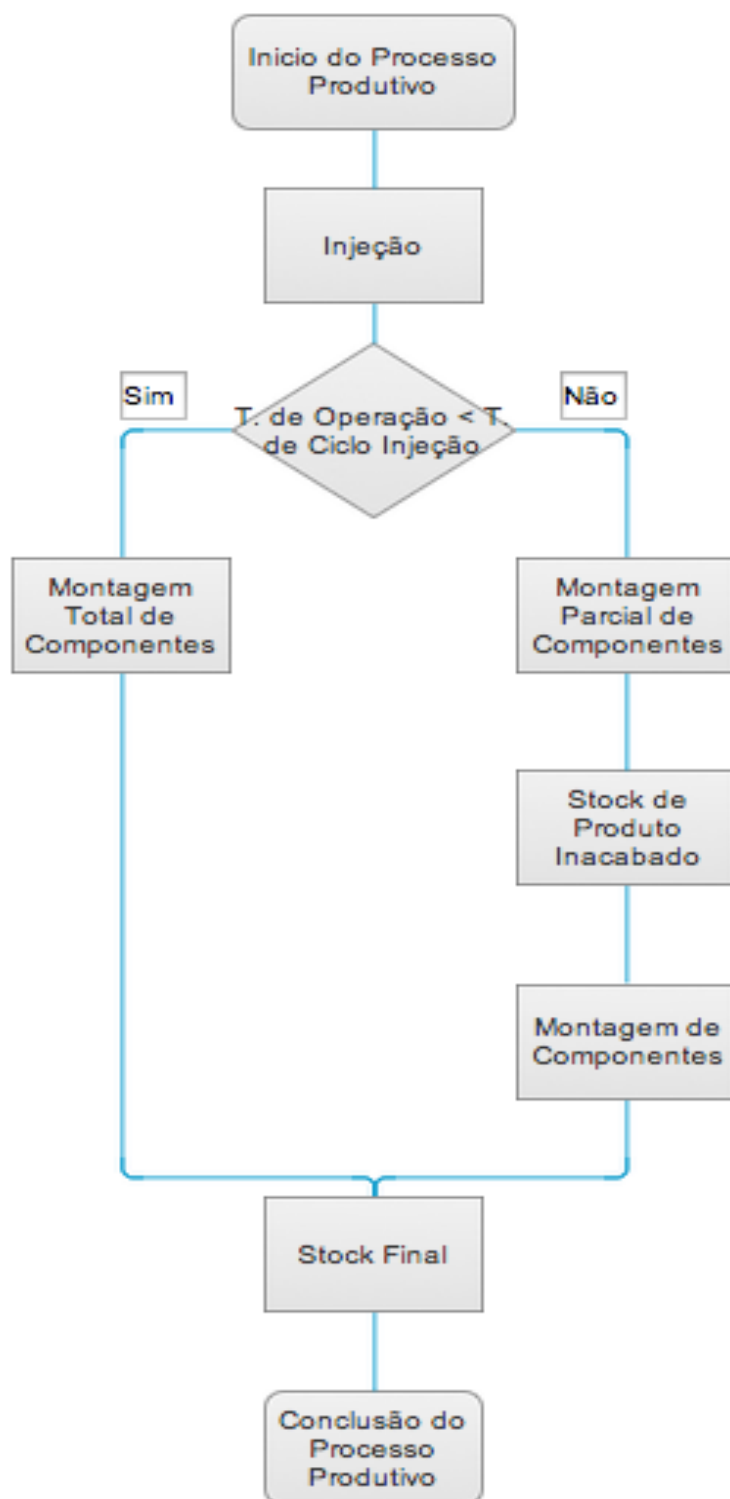 Inicio do Processo
Produtivo
Injeção
Sim
Não
T. de Operação < T.
de Ciclo Injeção
Montagem
Total de
Componentes
Montagem
Parcial de
Componentes
Stock de
Produto
Inacabado
Montagem de
Componentes
Stock Final
Conclusão do
Processo
Produtivo